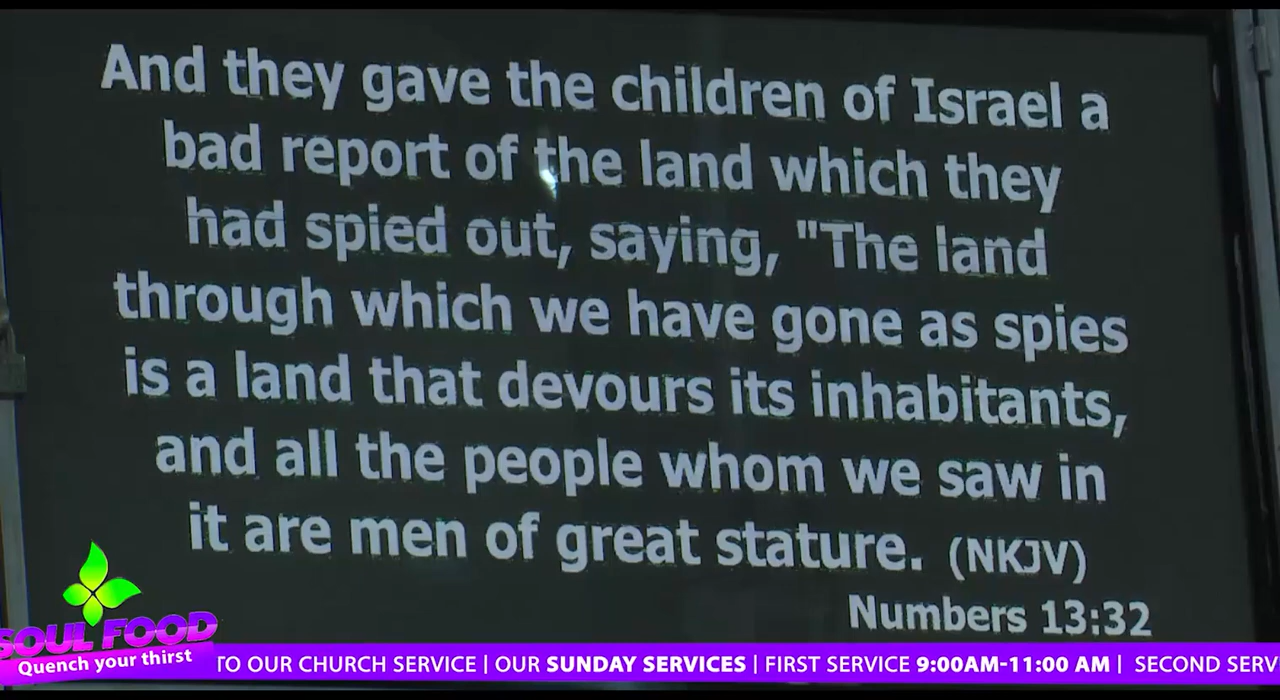 And they gave the children of Israel a
bad report of the land which they
had spied out, saying, "The land
through which we have gone as spies
is a land that devours its inhabitants,
and all the people whom we saw in
it are men of great stature. (NKJV)
Numbers 13:32
SOUL FOOD
Quench your thirst
TO OUR CHURCH SERVICE | OUR SUNDAY SERVICES | FIRST SERVICE 9:00AM-11:00 AM | SECOND SERV